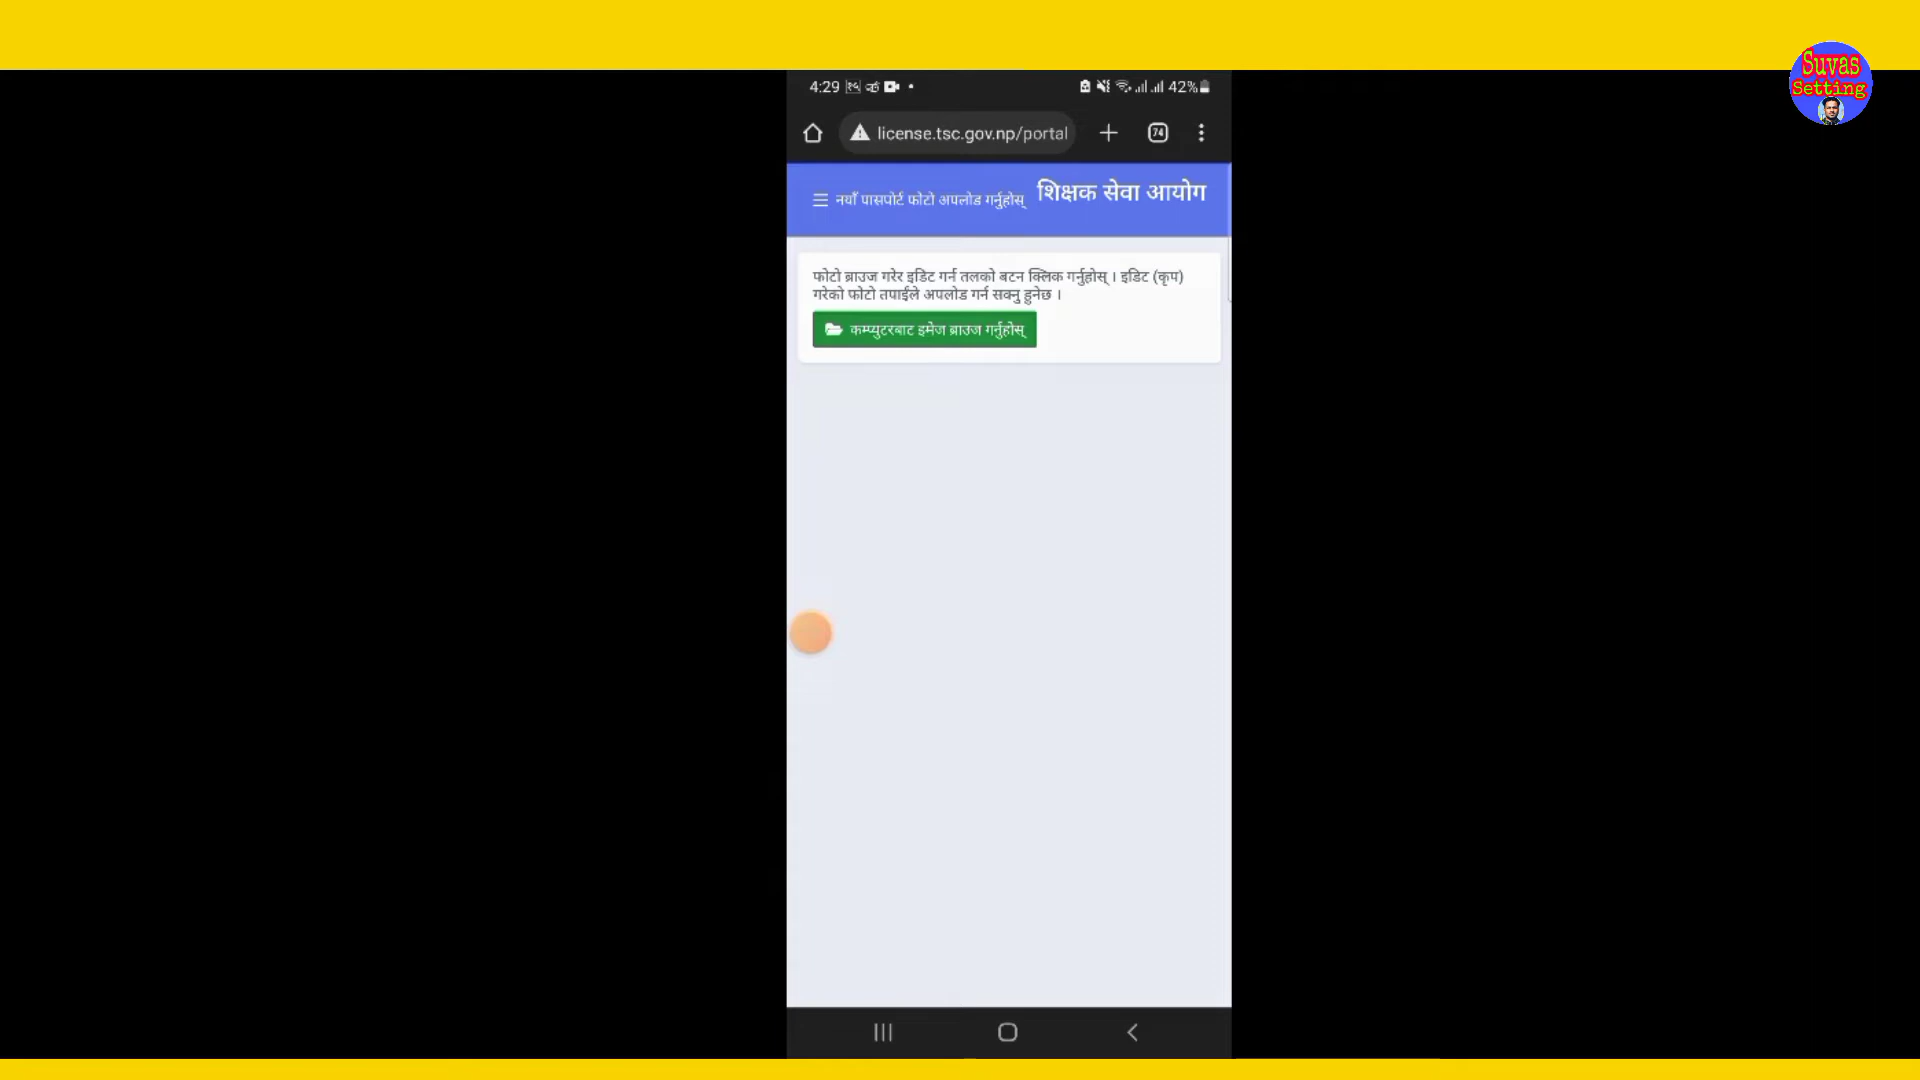 Suvas
Setting
4:29
42%
license.tsc.gov.np/portal
74
नयाँ पासपोर्ट फोटो अपलोड गर्नुहोस्
शिक्षक सेवा आयोग
फोटो ब्राउज गरेर इडिट गर्न तलको बटन क्लिक गर्नुहोस् । इडिट (कृप)
गरेको फोटो तपाईंले अपलोड गर्न सक्नु हुनेछ ।
कम्प्युटरबाट इमेज ब्राउज गर्नुहोस्